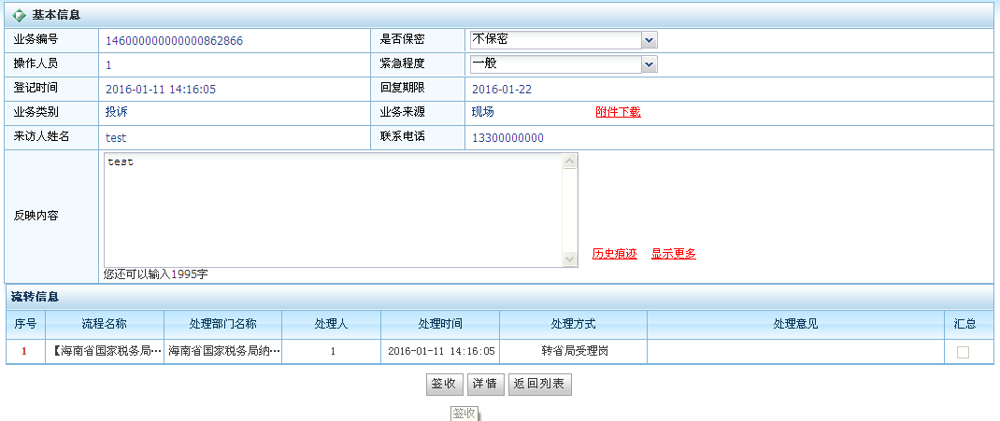 基本信息
业务编号 146000000000000862866 是否保密 不保密
操作人员 1 紧急程度 一般
登记时间 2016-01-11 14:16:05 回复期限 2016-01-22
业务类别 投诉 业务来源 现场 附件下载
来访人姓名 test 联系电话 13300000000
test
反映内容
历史痕迹 显示更多
您还可以输入1995字
流转信息
序号 流程名称 处理部门名称 处理人 处理时间 处理方式 处理意见 汇总
1 【海南省国家税务局… 海南省国家税务局纳… 1 2016-01-11 14:16:05 转省局受理岗
签收 详情 返回列表
签收